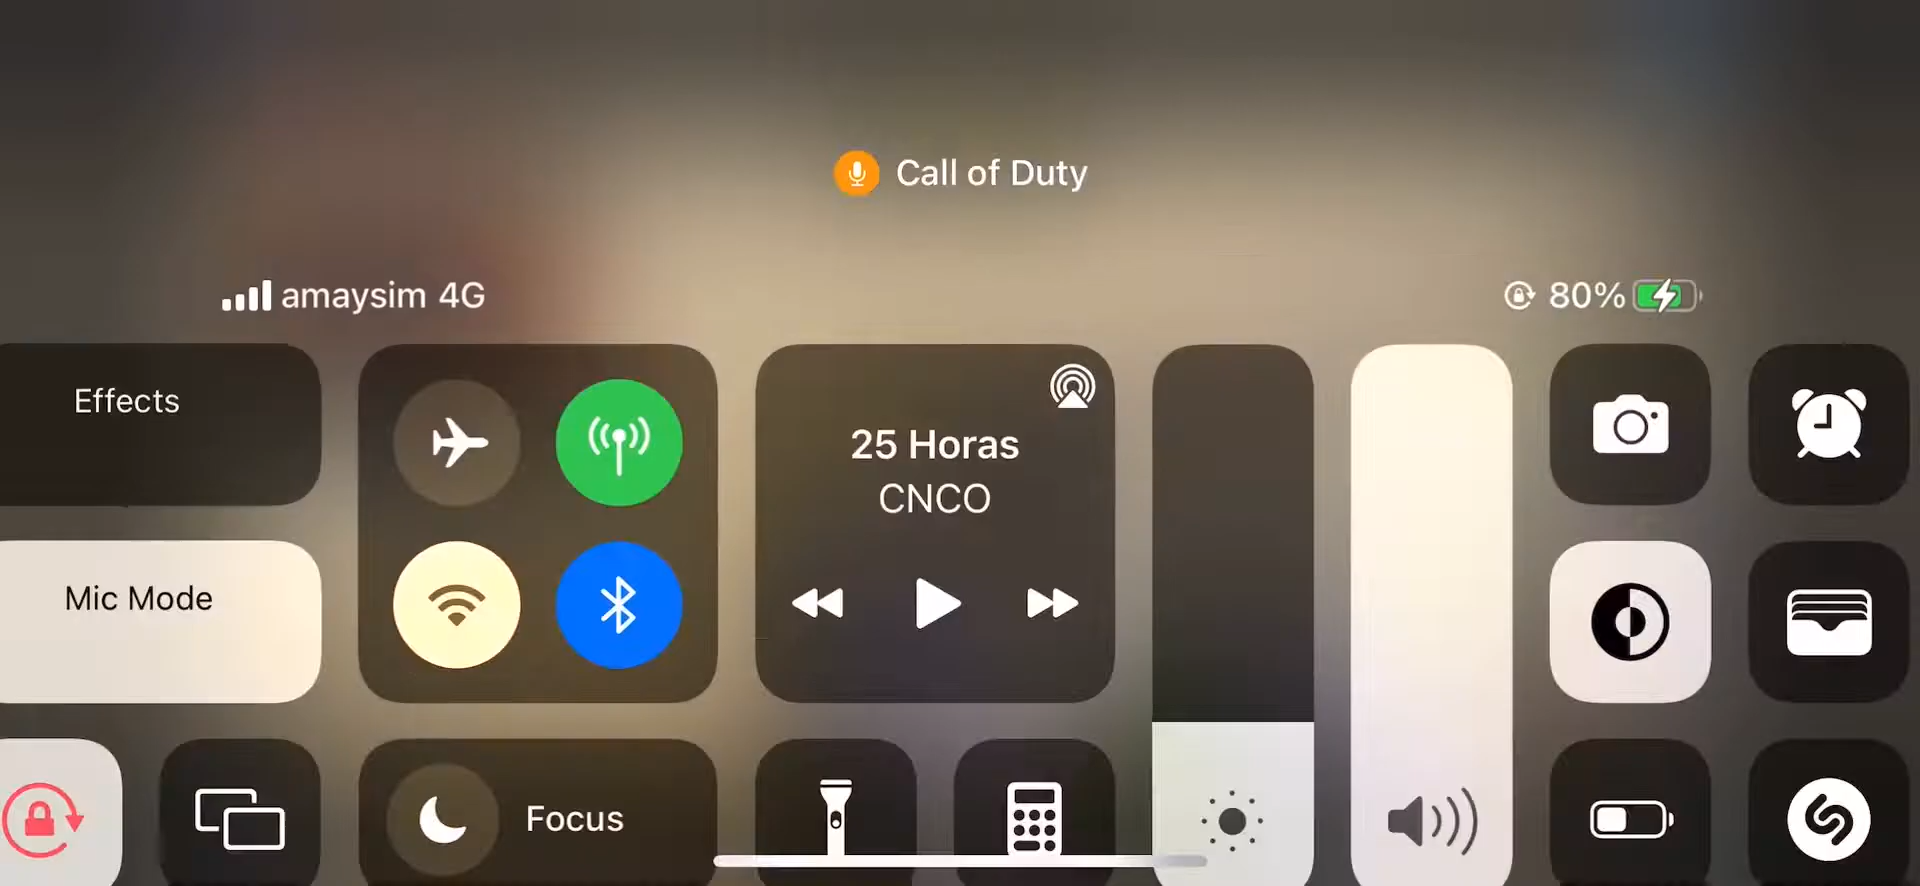 Call of Duty
amaysim 4G
80%
Effects
25 Horas
CNCO
Mic Mode
Focus